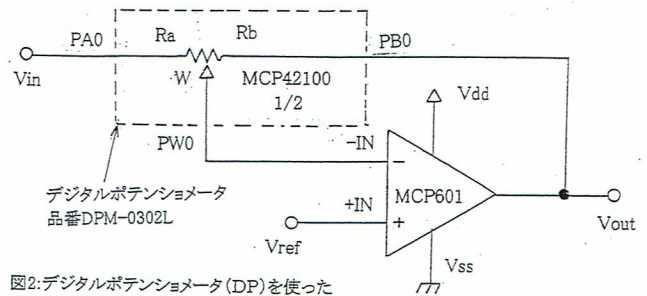 PA0
Ra
Rb
PB0
Vin
W
MCP42100
1/2
Vdd
PW0
-IN
デジタルポテンショメータ
品番DPM-0302L
+IN
MCP601
Vout
Vref
Vss
図2:デジタルポテンショメータ(DP)を使った